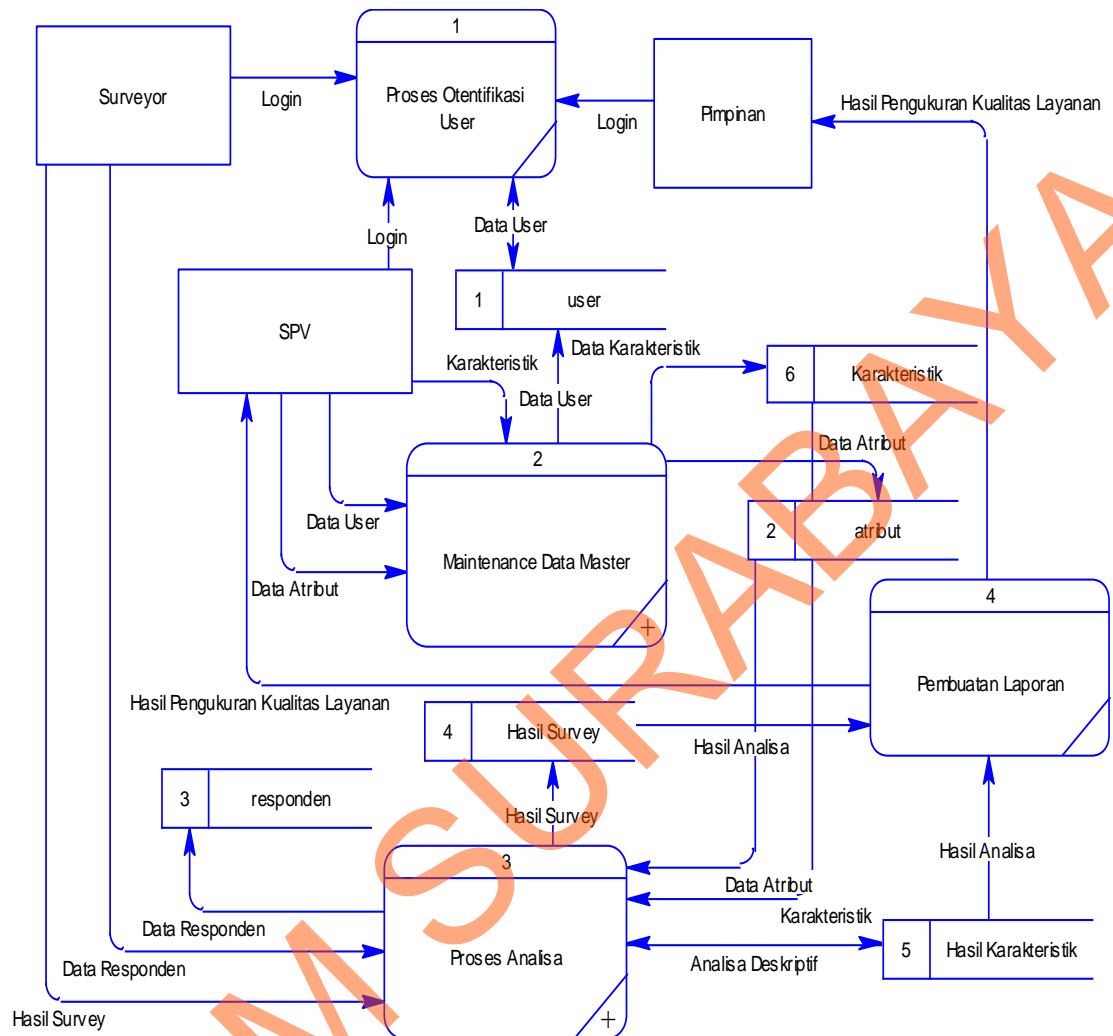 1
Surveyor
Login
Proses Otentifikasi
User
Login
Pimpinan
Hasil Pengukuran Kualitas Layanan
Data User
Login
1
user
SPV
Karakteristik
Data Karakteristik
Data User
6
Karakteristik
2
Data Atribut
Data User
Maintenance Data Master
+
2
atribut
Data Atribut
4
Pembuatan Laporan
Hasil Pengukuran Kualitas Layanan
4
Hasil Survey
Hasil Analisa
3
responden
Hasil Survey
3
Hasil Analisa
Data Atribut
Karakteristik
Data Responden
Proses Analisa
Analisa Deskriptif
5
Hasil Karakteristik
Data Responden
Hasil Survey
+
M SURABAYA